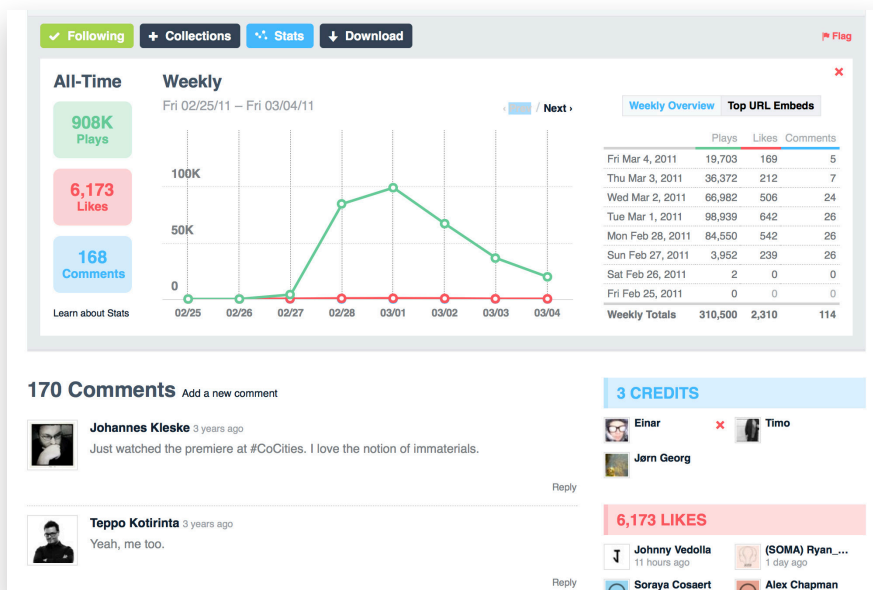 Following
Collections
Stats
Download
Flag
All-Time
Weekly
Fri 02/25/11 – Fri 03/04/11
‹
/ Next ›
Weekly Overview
Top URL Embeds
908K
Plays
6,173
Likes
168
Comments
Learn about Stats
100K
50K
0
02/25 02/26 02/27 02/28 03/01 03/02 03/03 03/04
Plays Likes Comments
Fri Mar 4, 2011 19,703 169 5
Thu Mar 3, 2011 36,372 212 7
Wed Mar 2, 2011 66,982 506 24
Tue Mar 1, 2011 98,939 642 26
Mon Feb 28, 2011 84,550 542 26
Sun Feb 27, 2011 3,952 239 26
Sat Feb 26, 2011 2 0 0
Fri Feb 25, 2011 0 0 0
Weekly Totals 310,500 2,310 114
170 Comments Add a new comment
Johannes Kleske 3 years ago
Just watched the premiere at #CoCities. I love the notion of immaterials.
Reply
Teppo Kotirinta 3 years ago
Yeah, me too.
Reply
3 CREDITS
Einar
Timo
Jørn Georg
6,173 LIKES
J
Johnny Vedolla
11 hours ago
(SOMA) Ryan_...
1 day ago
Soraya Cosaert
Alex Chapman